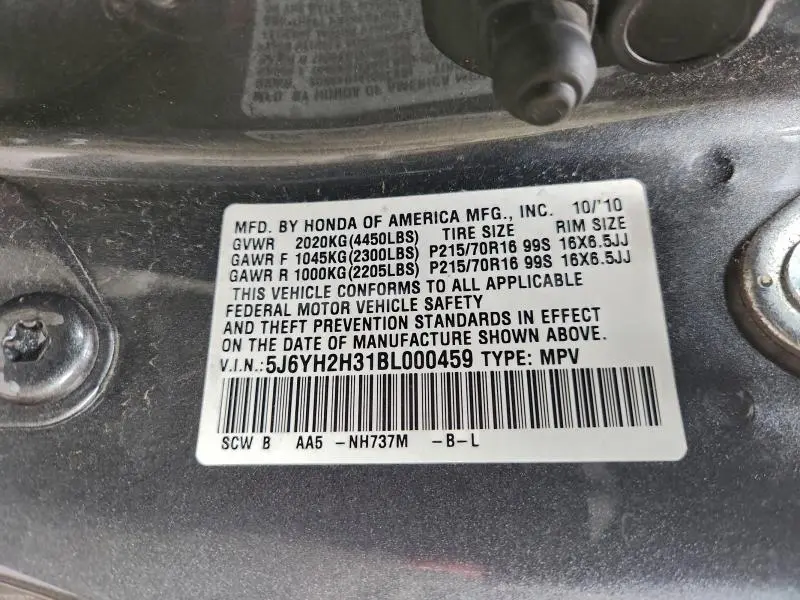 MFD. BY HONDA OF AMERICA MFG., INC. 10/'10
GVWR 2020KG(4450LBS) TIRE SIZE RIM SIZE
GAWR F 1045KG(2300LBS) P215/70R16 99S 16X6.5JJ
GAWR R 1000KG(2205LBS) P215/70R16 99S 16X6.5JJ
THIS VEHICLE CONFORMS TO ALL APPLICABLE
FEDERAL MOTOR VEHICLE SAFETY
AND THEFT PREVENTION STANDARDS IN EFFECT
ON THE DATE OF MANUFACTURE SHOWN ABOVE.
V.I.N.:5J6YH2H31BL000459 TYPE: MPV
SCW B AA5 -NH737M -B-L